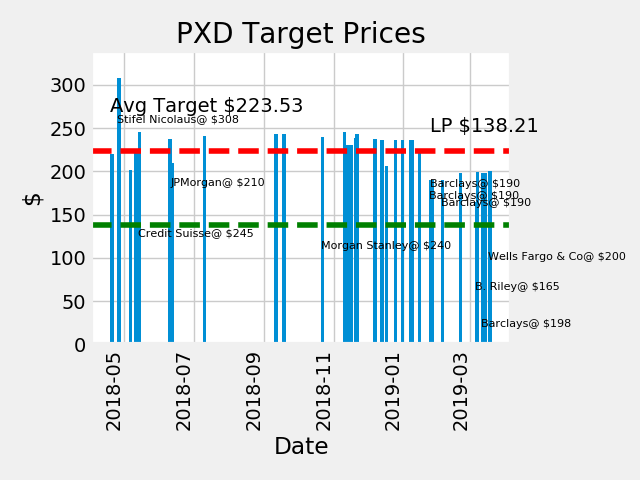 PXD Target Prices
300
250
200
150
100
50
0
$
Avg Target $223.53
LP $138.21
Stifel Nicolaus@ $308
JPMorgan@ $210
Credit Suisse@ $245
Morgan Stanley@ $240
Barclays@ $190
Barclays@ $190
Barclays@ $190
Wells Fargo & Co@ $200
B. Riley@ $165
Barclays@ $198
2018-05
2018-07
2018-09
2018-11
2019-01
2019-03
Date